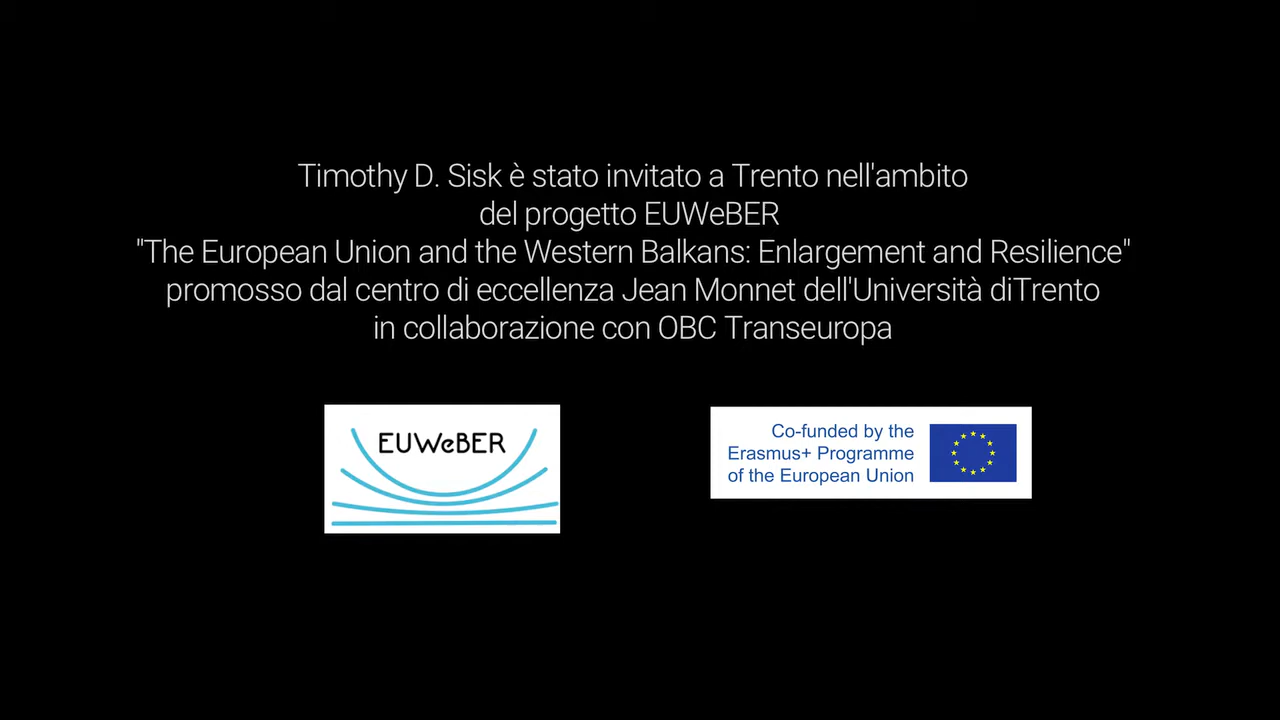 Timothy D. Sisk è stato invitato a Trento nell'ambito
del progetto EUWeBER
"The European Union and the Western Balkans: Enlargement and Resilience"
promosso dal centro di eccellenza Jean Monnet dell'Università diTrento
in collaborazione con OBC Transeuropa
EUWeBER
Co-funded by the
Erasmus+ Programme
of the European Union